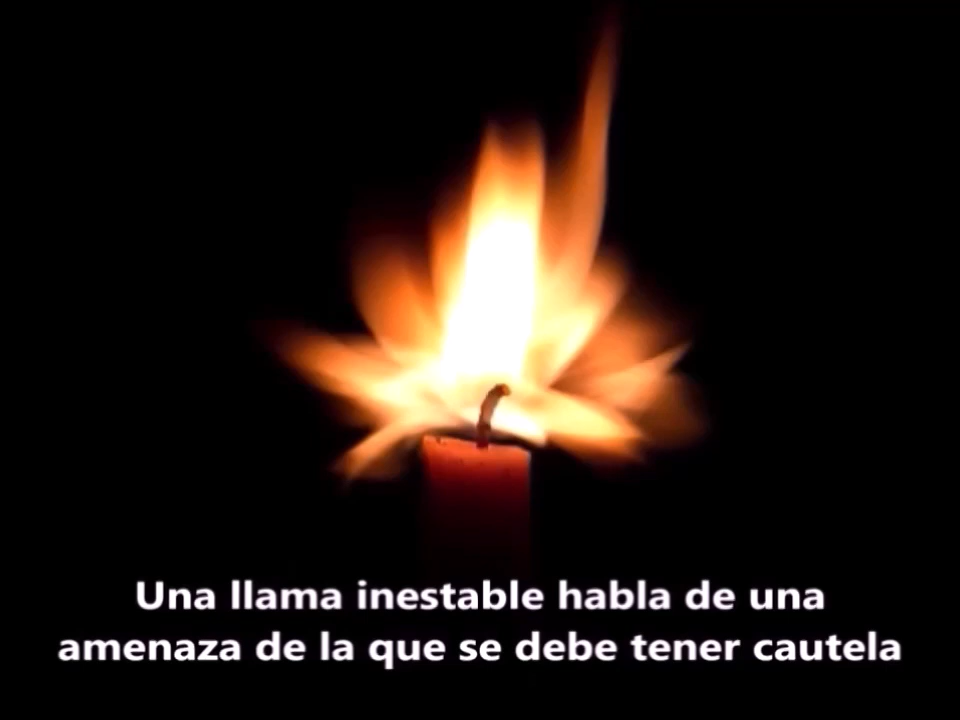 Una llama inestable habla de una
amenaza de la que se debe tener cautela